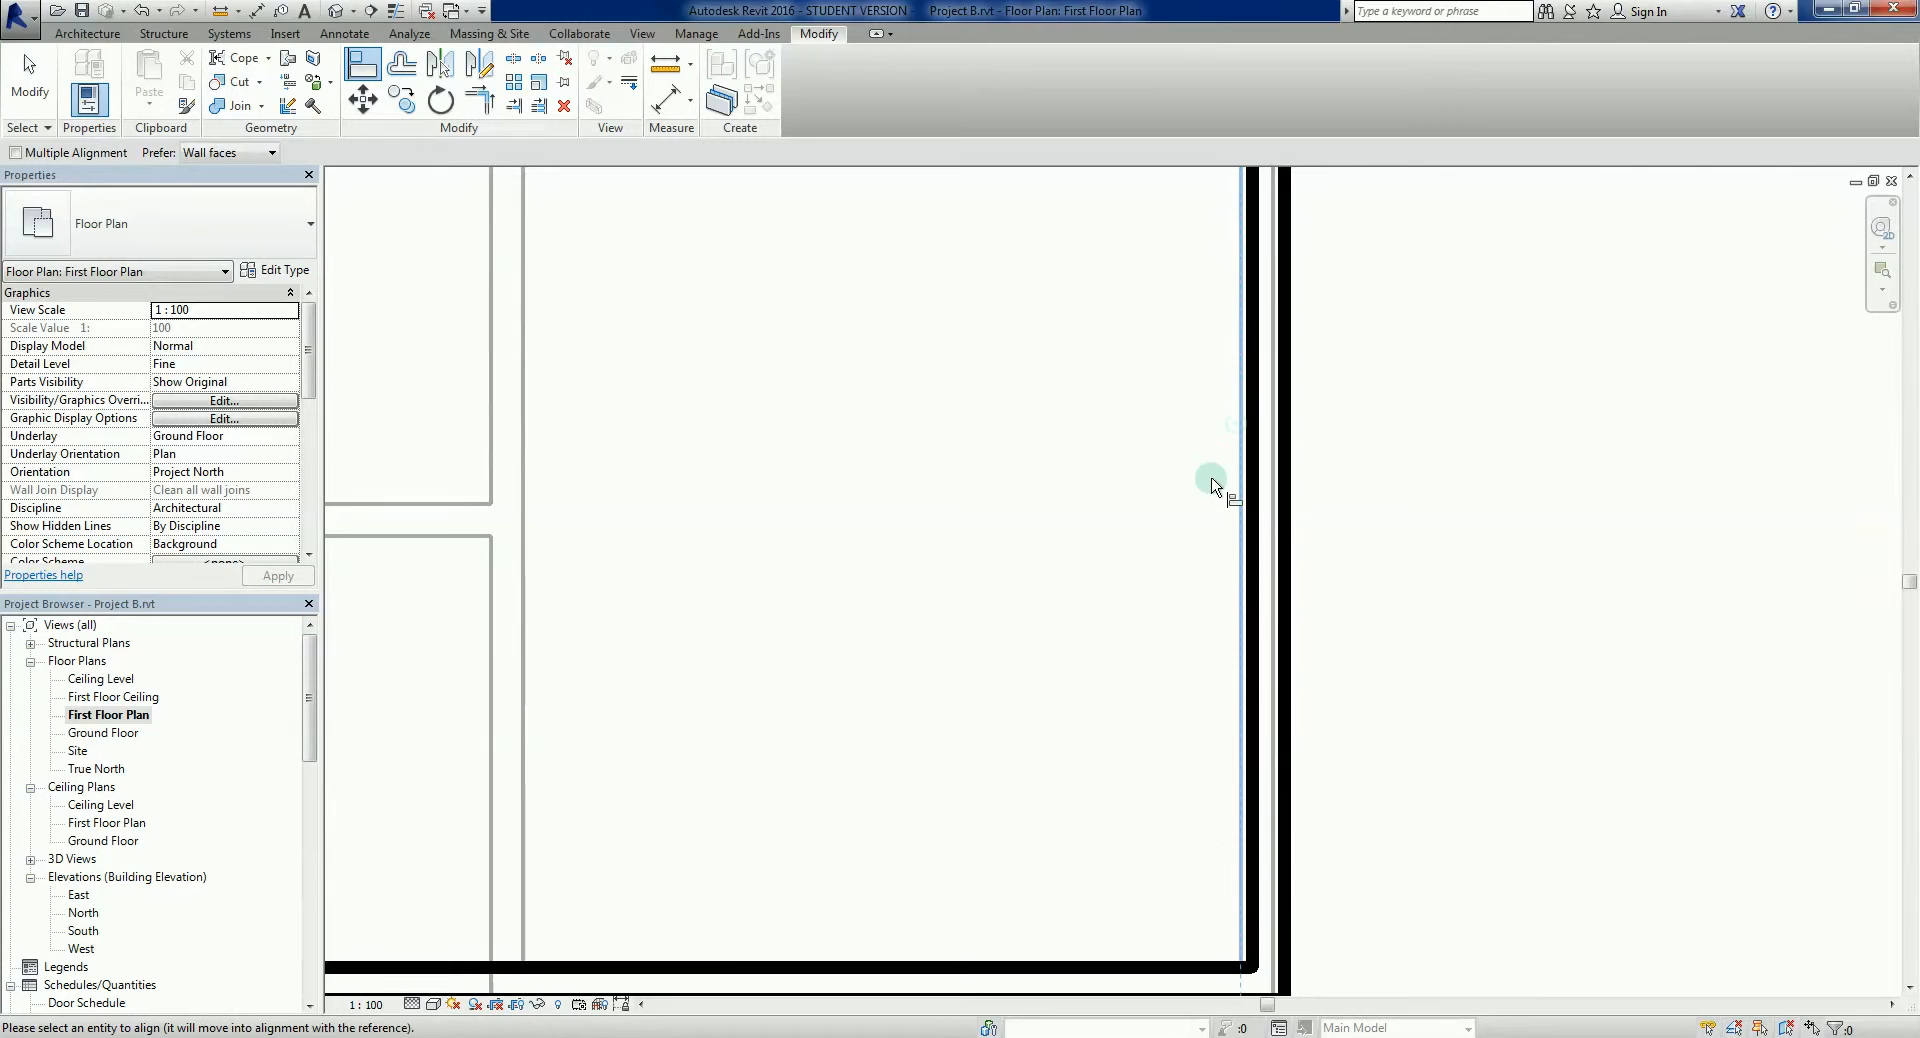 Autodesk Revit 2016 - STUDENT VERSION - Project B.rvt - Floor Plan: First Floor Plan
Type a keyword or phrase
Sign In
Architecture Structure Systems Insert Annotate Analyze Massing & Site Collaborate View Manage Add-Ins Modify
Modify
Paste
Cope
Cut
Join
Select Properties Clipboard Geometry Modify View Measure Create
Multiple Alignment Prefer: Wall faces
Properties
Floor Plan
Floor Plan: First Floor Plan Edit Type
Graphics
View Scale 1 : 100
Scale Value 1: 100
Display Model Normal
Detail Level Fine
Parts Visibility Show Original
Visibility/Graphics Overri... Edit...
Graphic Display Options Edit...
Underlay Ground Floor
Underlay Orientation Plan
Orientation Project North
Wall Join Display Clean all wall joins
Discipline Architectural
Show Hidden Lines By Discipline
Color Scheme Location Background
Color Scheme <none>
Properties help Apply
Project Browser - Project B.rvt
Views (all)
Structural Plans
Floor Plans
Ceiling Level
First Floor Ceiling
First Floor Plan
Ground Floor
Site
True North
Ceiling Plans
Ceiling Level
First Floor Plan
Ground Floor
3D Views
Elevations (Building Elevation)
East
North
South
West
Legends
Schedules/Quantities
Door Schedule
2D
1 : 100
Please select an entity to align (it will move into alignment with the reference).
:0
Main Model
:0